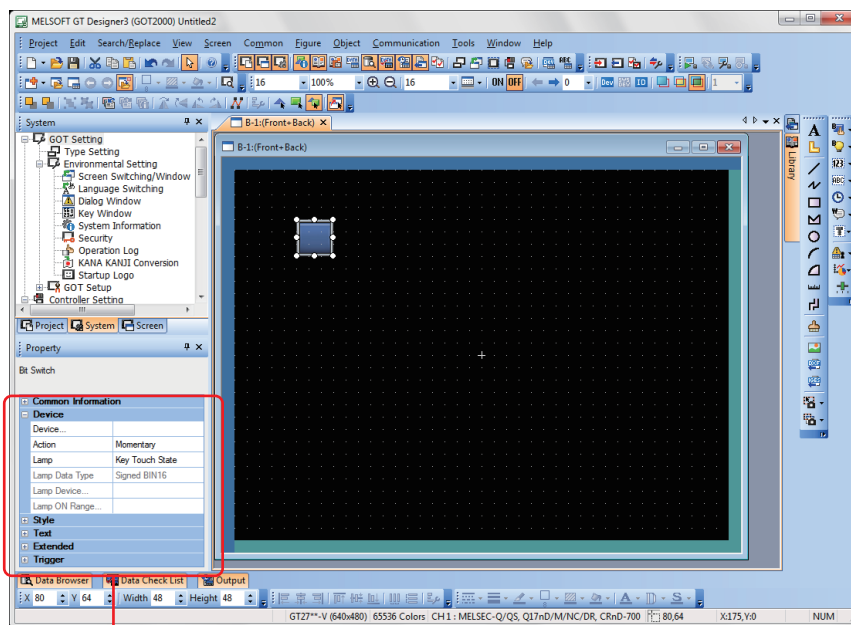 MELSOFT GT Designer3 (GOT2000) Untitled2
Project Edit Search/Replace View Screen Common Figure Object Communication Tools Window Help
16 100% 16 ON OFF 0 Dev ID 1
System
B-1:(Front+Back)
GOT Setting
Type Setting
Environmental Setting
Screen Switching/Window
Language Switching
Dialog Window
Key Window
System Information
Security
Operation Log
KANA KANJI Conversion
Startup Logo
GOT Setup
Controller Setting
Project System Screen
B-1:(Front+Back)
Library
A
123
ABC
Property
Bit Switch
Common Information
Device
Device...
Action Momentary
Lamp Key Touch State
Lamp Data Type Signed BIN16
Lamp Device...
Lamp ON Range...
Style
Text
Extended
Trigger
Data Browser Data Check List Output
X 80 Y 64 Width 48 Height 48
GT27**-V (640x480) 65536 Colors CH1 : MELSEC-Q/QS, Q17nD/M/NC/DR, CRnD-700 80,64 X:175,Y:0 NUM